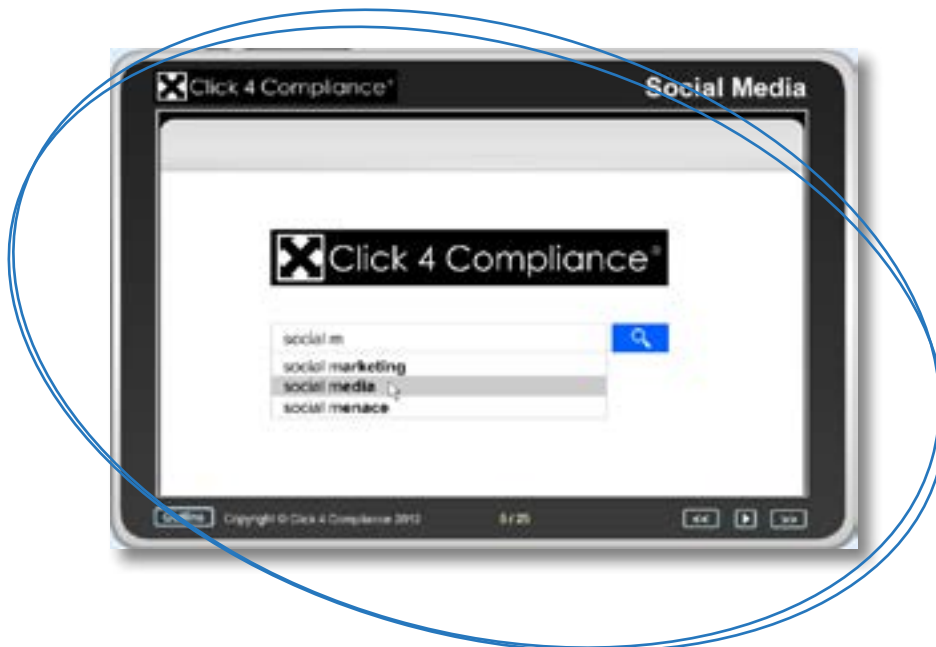 Click 4 Compliance®
Social Media
Click 4 Compliance®
social m
social marketing
social media
social menace
Copyright © Click 4 Compliance 2012
/ 25
<< >>